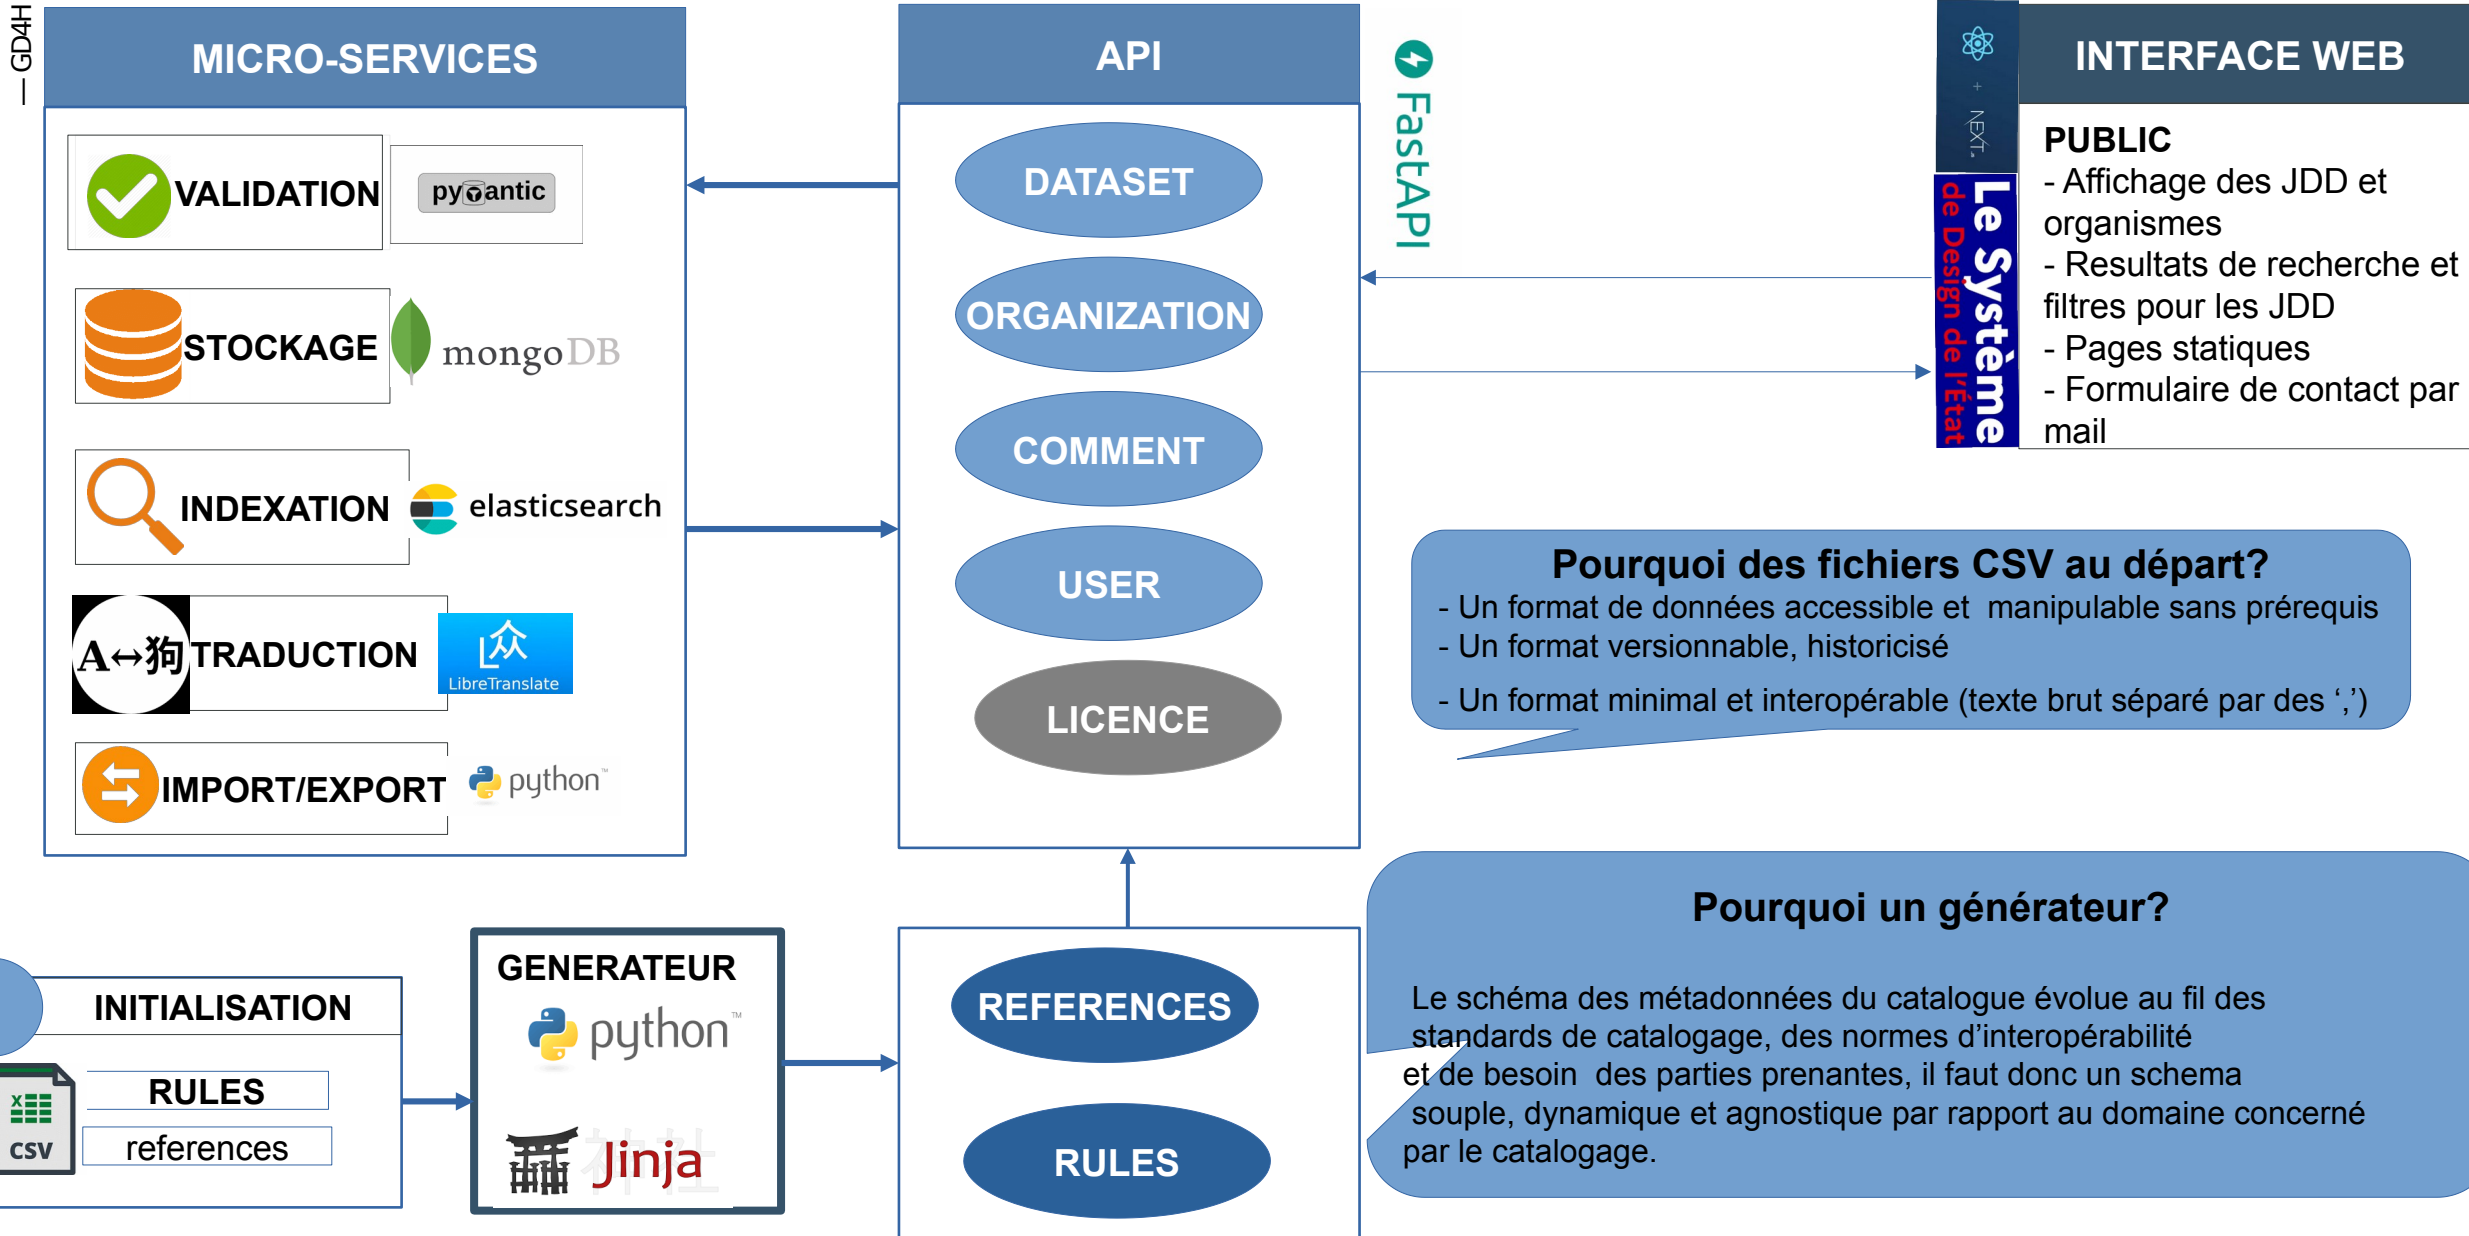 — GD4H
MICRO-SERVICES
VALIDATION
pydantic
STOCKAGE
mongoDB
INDEXATION
elasticsearch
A↔狗
TRADUCTION
LibreTranslate
IMPORT/EXPORT
python™
API
DATASET
ORGANIZATION
COMMENT
USER
LICENCE
FastAPI
+ NEXT.js
Le Système
de Design de l'État
INTERFACE WEB
PUBLIC
- Affichage des JDD et
organismes
- Resultats de recherche et
filtres pour les JDD
- Pages statiques
- Formulaire de contact par
mail
Pourquoi des fichiers CSV au départ?
- Un format de données accessible et  manipulable sans prérequis
- Un format versionnable, historicisé
- Un format minimal et interopérable (texte brut séparé par des ‘,’)
INITIALISATION
X
CSV
RULES
references
GENERATEUR
python™
神社
Jinja
REFERENCES
RULES
Pourquoi un générateur?
Le schéma des métadonnées du catalogue évolue au fil des
standards de catalogage, des normes d’interopérabilité
et de besoin  des parties prenantes, il faut donc un schema
souple, dynamique et agnostique par rapport au domaine concerné
par le catalogage.